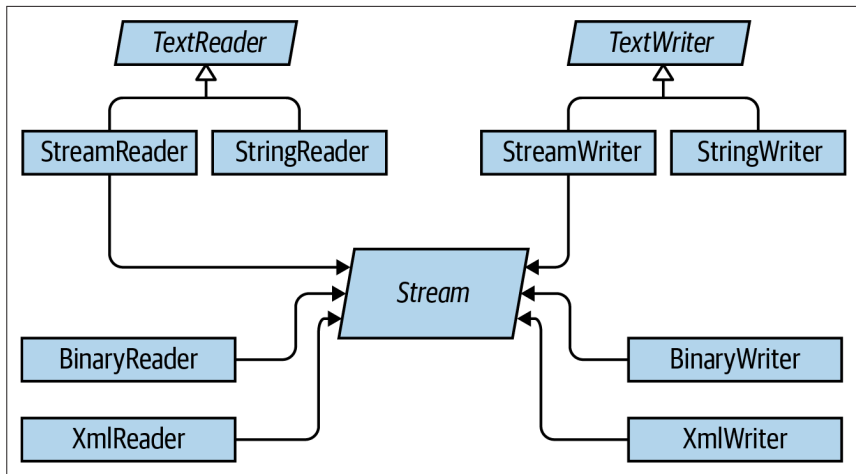 TextReader
TextWriter
StreamReader
StringReader
StreamWriter
StringWriter
Stream
BinaryReader
BinaryWriter
XmlReader
XmlWriter